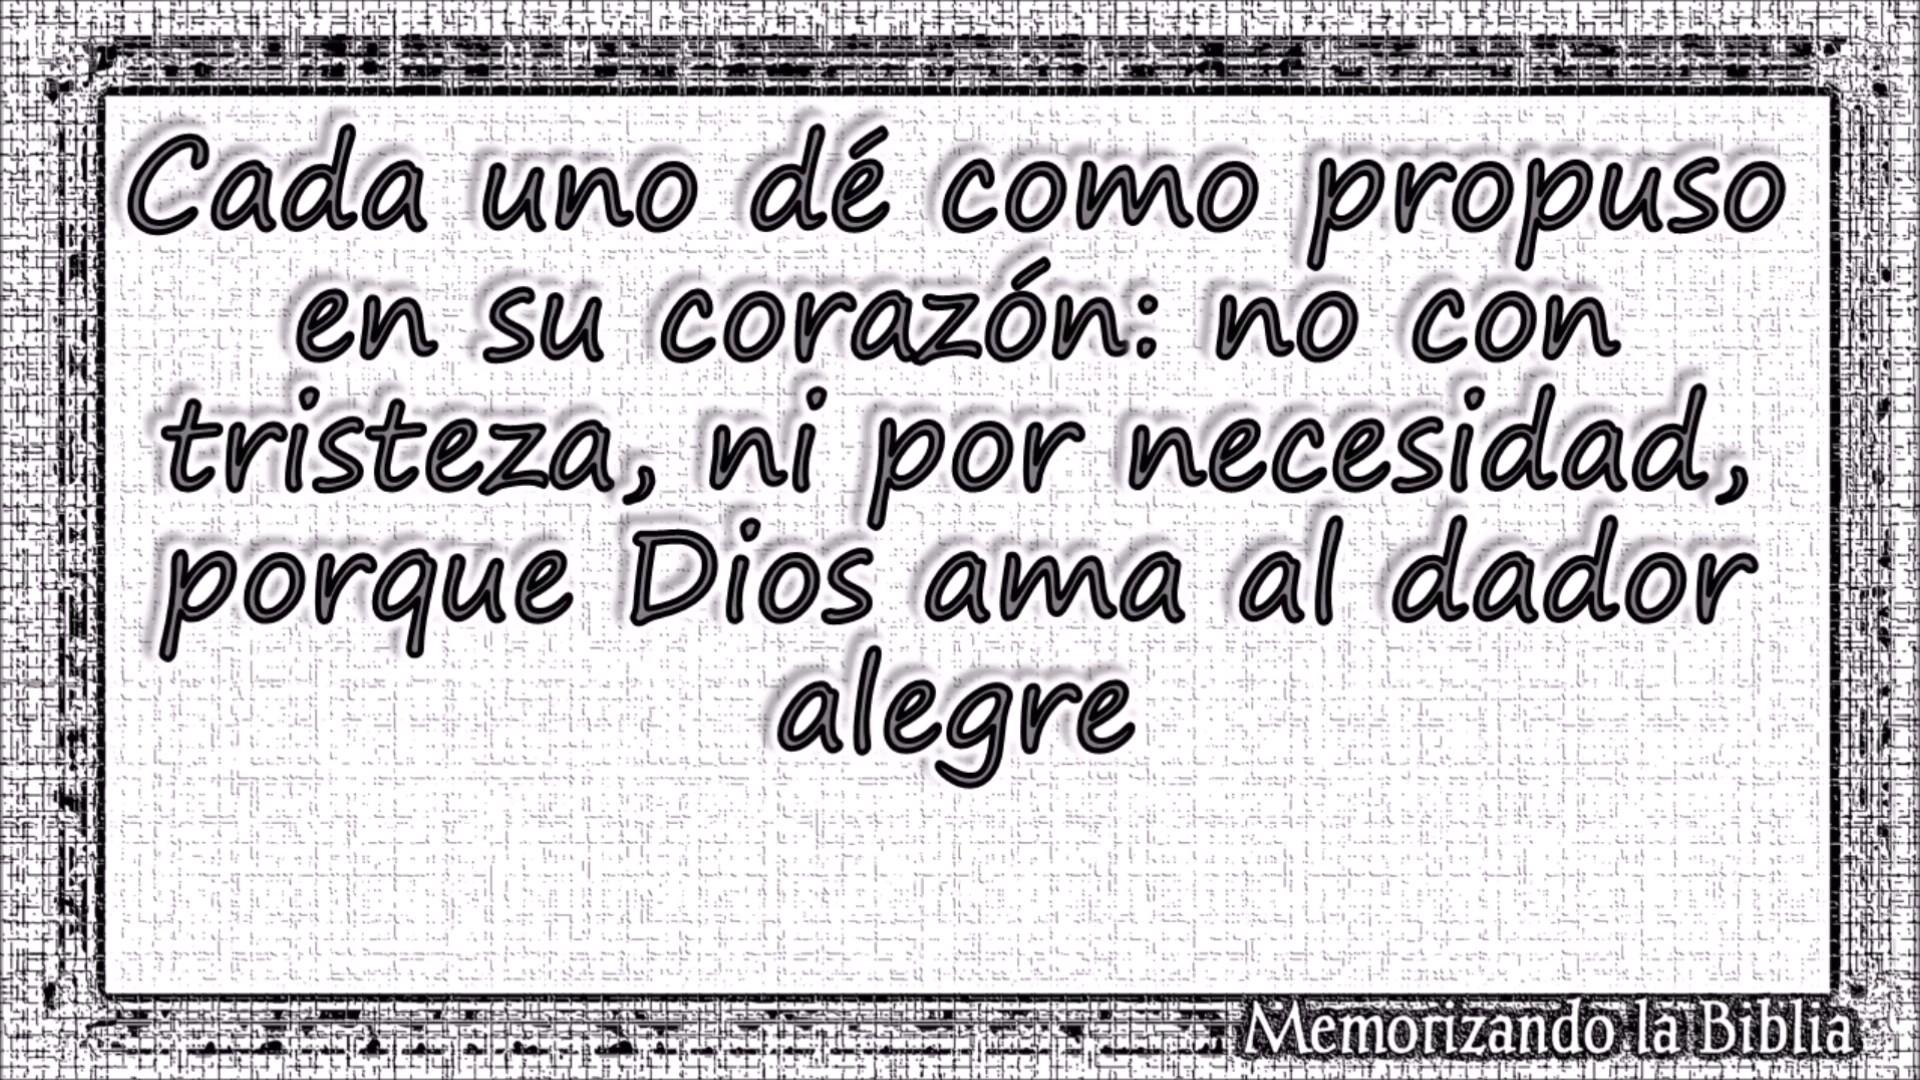 Cada uno dé como propuso
en su corazón: no con
tristeza, ni por necesidad,
porque Dios ama al dador
alegre
Memorizando la Biblia